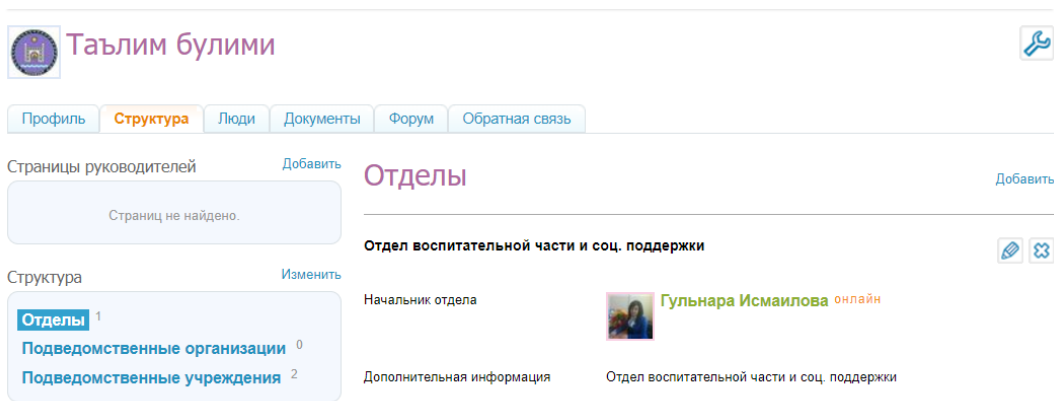 Таълим булими
Профиль Структура Люди Документы Форум Обратная связь
Страницы руководителей Добавить
Страниц не найдено.
Структура Изменить
Отделы 1
Подведомственные организации 0
Подведомственные учреждения 2
Отделы Добавить
Отдел воспитательной части и соц. поддержки
Начальник отдела Гульнара Исмаилова онлайн
Дополнительная информация Отдел воспитательной части и соц. поддержки